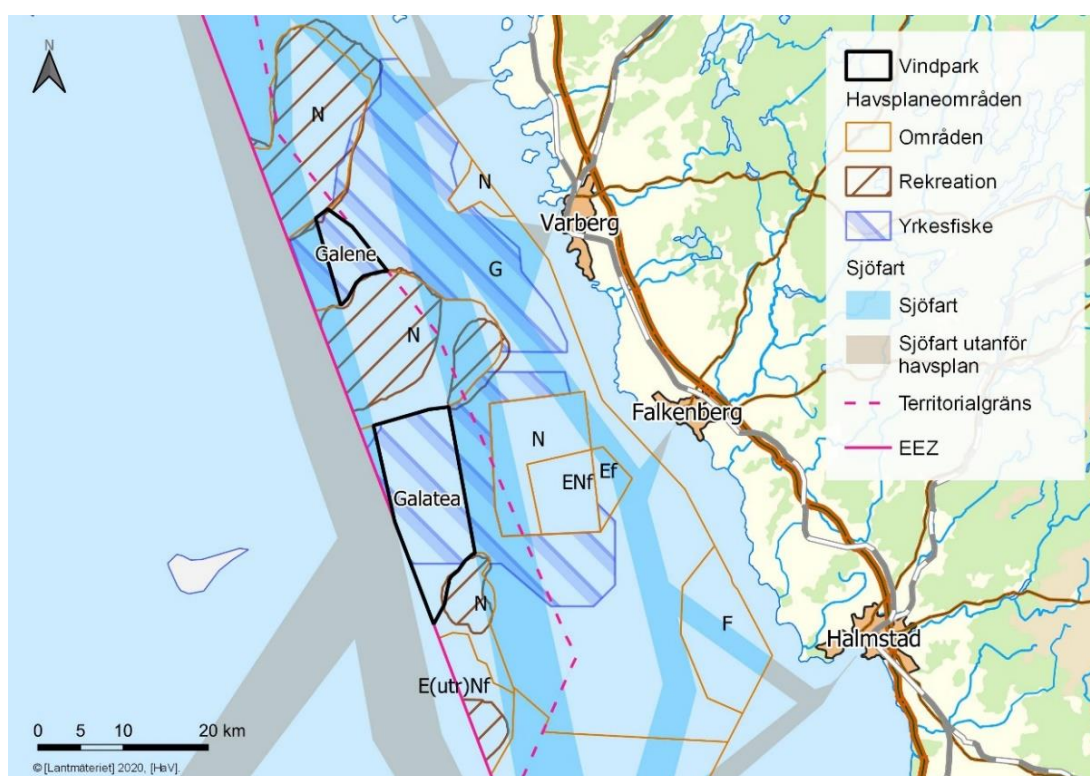 N
Vindpark
Havsplaneområden
Områden
Rekreation
Yrkesfiske
Sjöfart
Sjöfart
Sjöfart utanför
havsplan
Territorialgräns
EEZ
N
N
Varberg
Galene
G
N
Falkenberg
N
Ef
ENf
Galatea
N
F
Halmstad
E(utr)Nf
0 5 10 20 km
© [Lantmäteriet] 2020, [HaV].